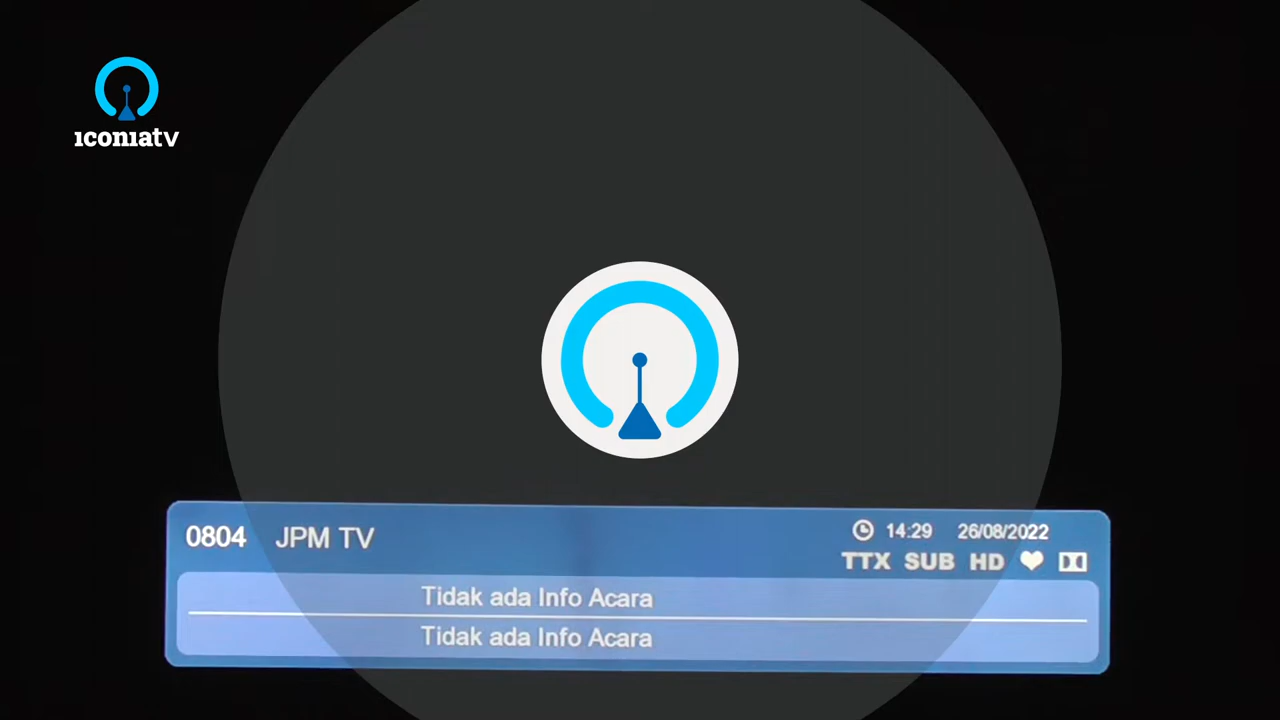 ıconıatv
0804 JPM TV 14:29 26/08/2022
TTX SUB HD
Tidak ada Info Acara
Tidak ada Info Acara